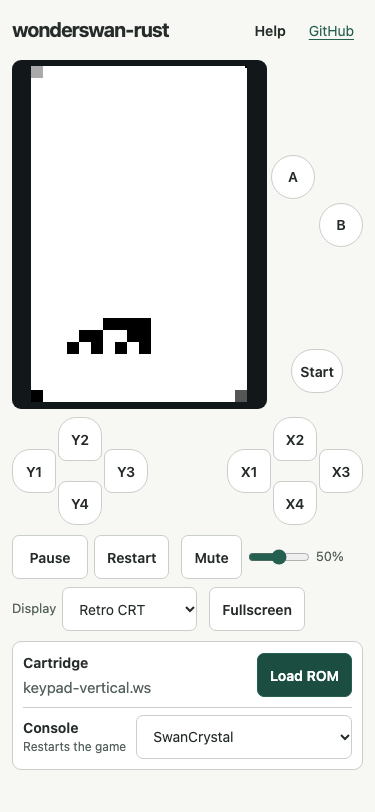 wonderswan-rust Help GitHub
A
B
Start
Y2
Y1 Y3
Y4
X2
X1 X3
X4
Pause Restart Mute 50%
Display Retro CRT Fullscreen
Cartridge
keypad-vertical.ws
Load ROM
Console
Restarts the game
SwanCrystal